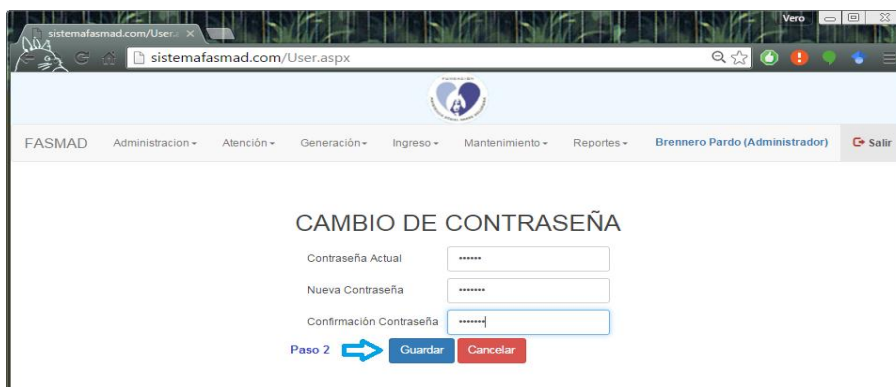 Vero
sistemafasmad.com/User.
sistemafasmad.com/User.aspx
FASMAD Administracion Atención Generación Ingreso Mantenimiento Reportes Brennero Pardo (Administrador) Salir
CAMBIO DE CONTRASEÑA
Contraseña Actual ••••••
Nueva Contraseña •••••••
Confirmación Contraseña •••••••
Paso 2 Guardar Cancelar